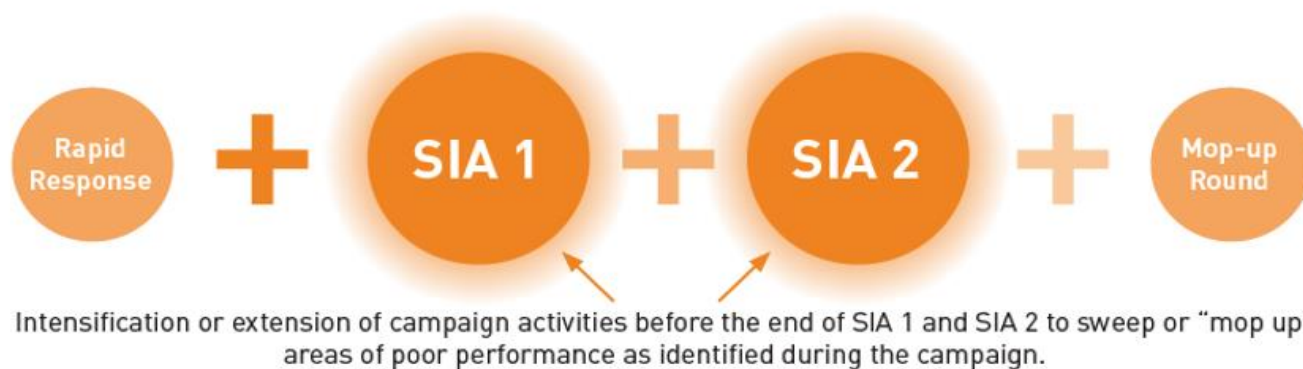 Rapid
Response
SIA 1
SIA 2
Mop-up
Round
Intensification or extension of campaign activities before the end of SIA 1 and SIA 2 to sweep or “mop up
areas of poor performance as identified during the campaign.